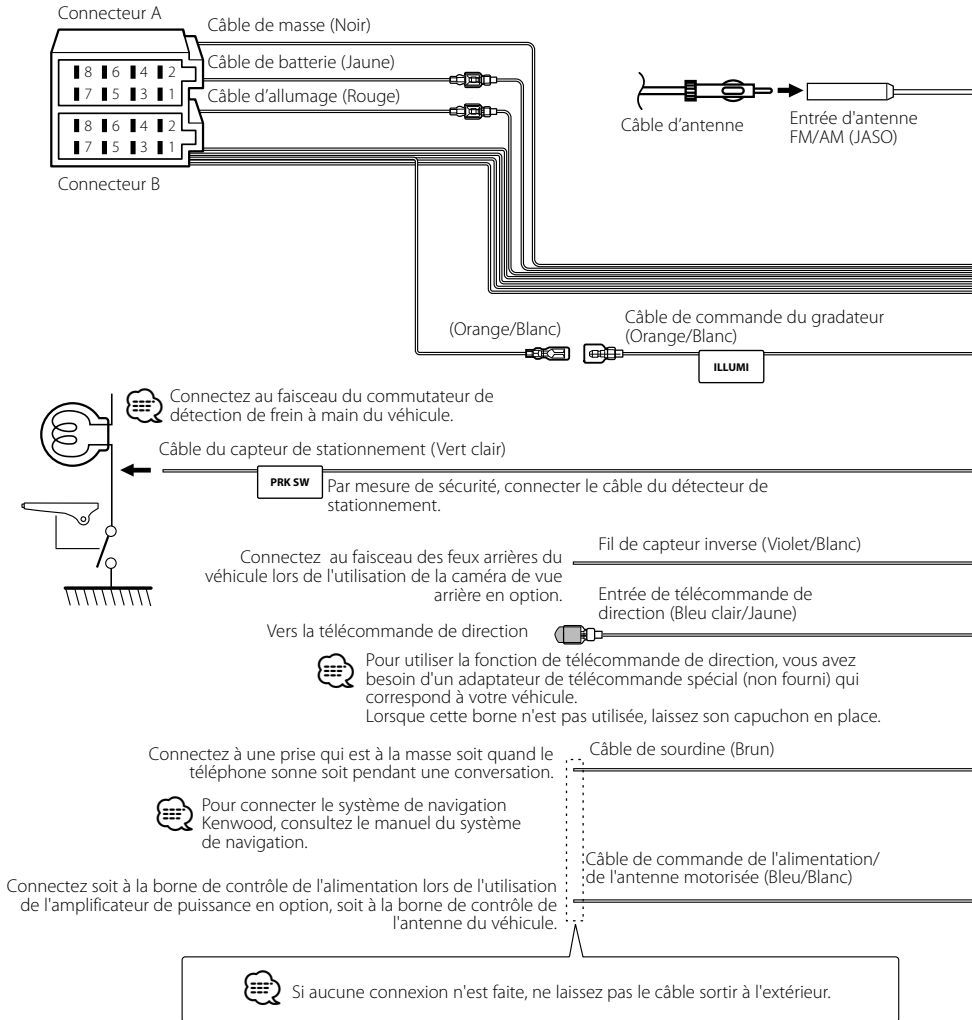 Connecteur A
Câble de masse (Noir)
Câble de batterie (Jaune)
Câble d'allumage (Rouge)
8 6 4 2
7 5 3 1
8 6 4 2
7 5 3 1
Connecteur B
Câble d'antenne
Entrée d'antenne
FM/AM (JASO)
(Orange/Blanc)
Câble de commande du gradateur
(Orange/Blanc)
ILLUMI
Connectez au faisceau du commutateur de
détection de frein à main du véhicule.
Câble du capteur de stationnement (Vert clair)
PRK SW
Par mesure de sécurité, connecter le câble du détecteur de
stationnement.
Connectez au faisceau des feux arrières du
véhicule lors de l'utilisation de la caméra de vue
arrière en option.
Fil de capteur inverse (Violet/Blanc)
Entrée de télécommande de
direction (Bleu clair/Jaune)
Vers la télécommande de direction
Pour utiliser la fonction de télécommande de direction, vous avez
besoin d'un adaptateur de télécommande spécial (non fourni) qui
correspond à votre véhicule.
Lorsque cette borne n'est pas utilisée, laissez son capuchon en place.
Connectez à une prise qui est à la masse soit quand le
téléphone sonne soit pendant une conversation.
Câble de sourdine (Brun)
Pour connecter le système de navigation
Kenwood, consultez le manuel du système
de navigation.
Câble de commande de l'alimentation/
de l'antenne motorisée (Bleu/Blanc)
Connectez soit à la borne de contrôle de l'alimentation lors de l'utilisation
de l'amplificateur de puissance en option, soit à la borne de contrôle de
l'antenne du véhicule.
Si aucune connexion n'est faite, ne laissez pas le câble sortir à l'extérieur.